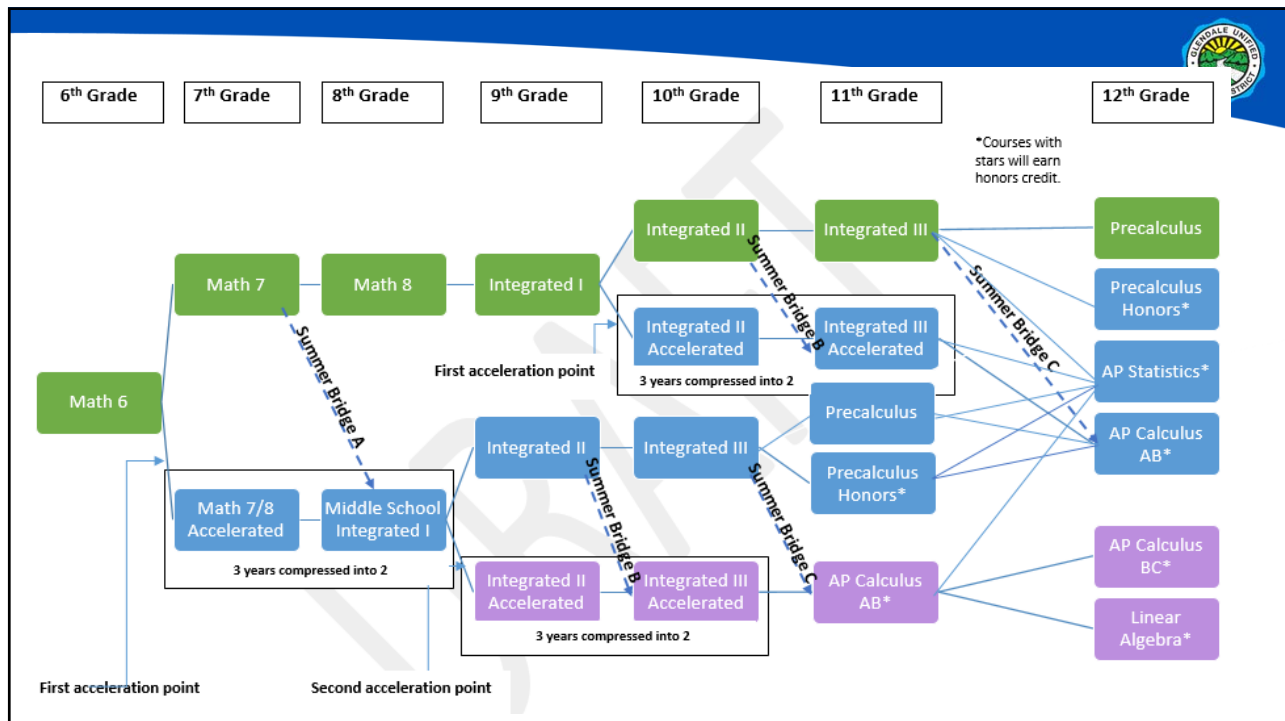 GLENDALE UNIFIED
6th Grade
7th Grade
8th Grade
9th Grade
10th Grade
11th Grade
12th Grade
*Courses with
stars will earn
honors credit.
Integrated II
Integrated III
Precalculus
Math 7
Math 8
Integrated I
Summer Bridge B
Summer Bridge C
Precalculus
Honors*
Summer Bridge A
Integrated II
Accelerated
Integrated III
Accelerated
First acceleration point
3 years compressed into 2
AP Statistics*
Math 6
Precalculus
AP Calculus
AB*
Integrated II
Integrated III
Precalculus
Honors*
Summer Bridge B
Summer Bridge C
Math 7/8
Accelerated
Middle School
Integrated I
3 years compressed into 2
Integrated II
Accelerated
Integrated III
Accelerated
AP Calculus
AB*
AP Calculus
BC*
3 years compressed into 2
Linear
Algebra*
First acceleration point
Second acceleration point
DRAFT